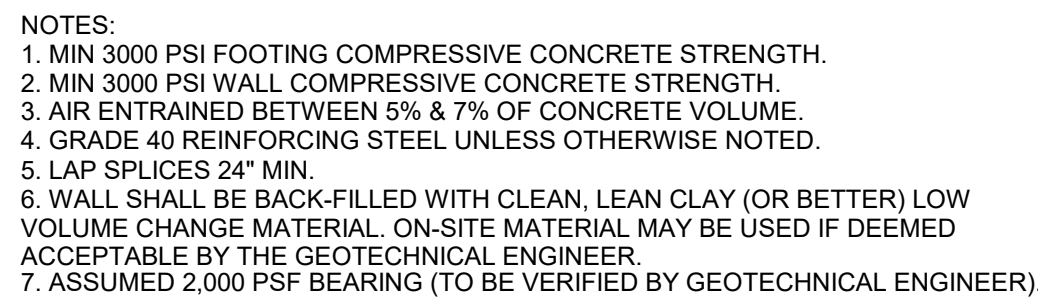 NOTES:
1. MIN 3000 PSI FOOTING COMPRESSIVE CONCRETE STRENGTH.
2. MIN 3000 PSI WALL COMPRESSIVE CONCRETE STRENGTH.
3. AIR ENTRAINED BETWEEN 5% & 7% OF CONCRETE VOLUME.
4. GRADE 40 REINFORCING STEEL UNLESS OTHERWISE NOTED.
5. LAP SPLICES 24" MIN.
6. WALL SHALL BE BACK-FILLED WITH CLEAN, LEAN CLAY (OR BETTER) LOW
VOLUME CHANGE MATERIAL. ON-SITE MATERIAL MAY BE USED IF DEEMED
ACCEPTABLE BY THE GEOTECHNICAL ENGINEER.
7. ASSUMED 2,000 PSF BEARING (TO BE VERIFIED BY GEOTECHNICAL ENGINEER).